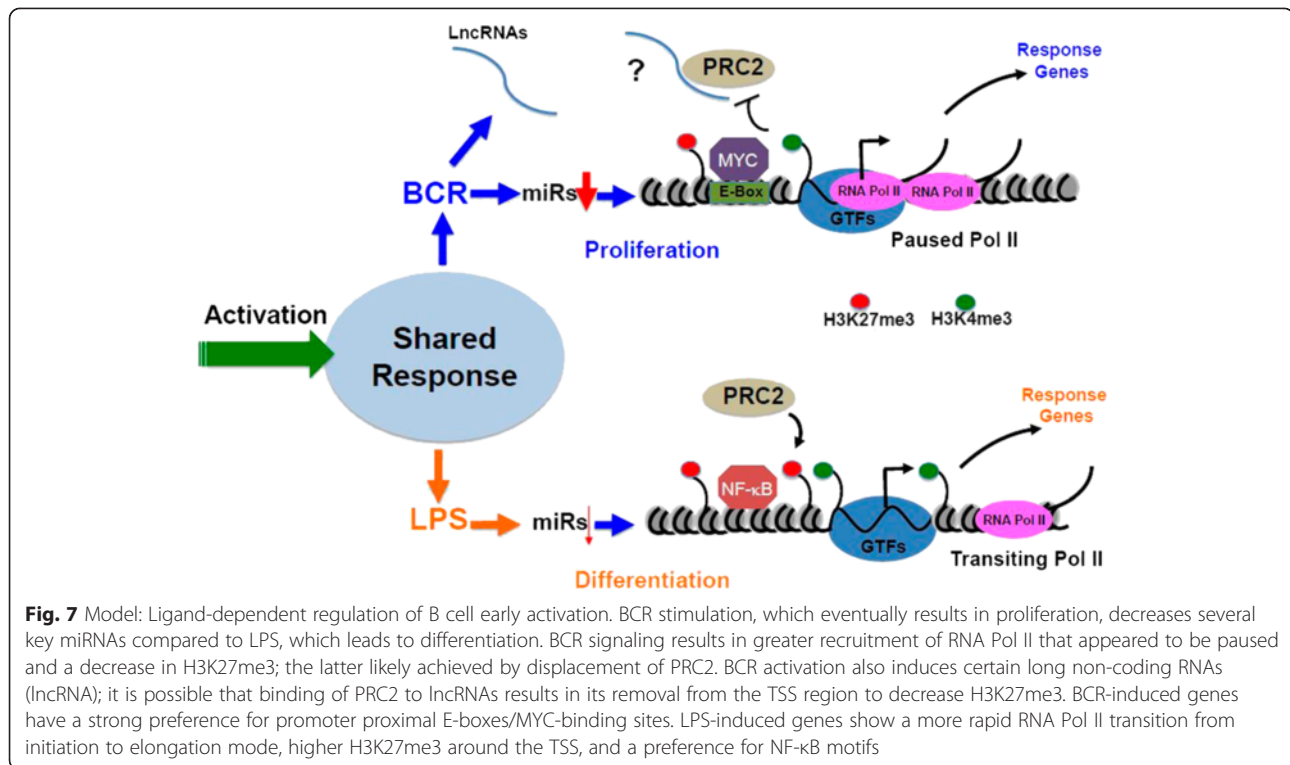 LncRNAs
?
PRC2
Response
Genes
MYC
E-Box
RNA Pol II
RNA Pol II
GTFs
BCR
miRs
Paused Pol II
Proliferation
H3K27me3
H3K4me3
Activation
Shared
Response
PRC2
Response
Genes
NF-κB
LPS
miRs
RNA Pol II
GTFs
Transiting Pol II
Differentiation
Fig. 7 Model: Ligand-dependent regulation of B cell early activation. BCR stimulation, which eventually results in proliferation, decreases several
key miRNAs compared to LPS, which leads to differentiation. BCR signaling results in greater recruitment of RNA Pol II that appeared to be paused
and a decrease in H3K27me3; the latter likely achieved by displacement of PRC2. BCR activation also induces certain long non-coding RNAs
(lncRNA); it is possible that binding of PRC2 to lncRNAs results in its removal from the TSS region to decrease H3K27me3. BCR-induced genes
have a strong preference for promoter proximal E-boxes/MYC-binding sites. LPS-induced genes show a more rapid RNA Pol II transition from
initiation to elongation mode, higher H3K27me3 around the TSS, and a preference for NF-κB motifs